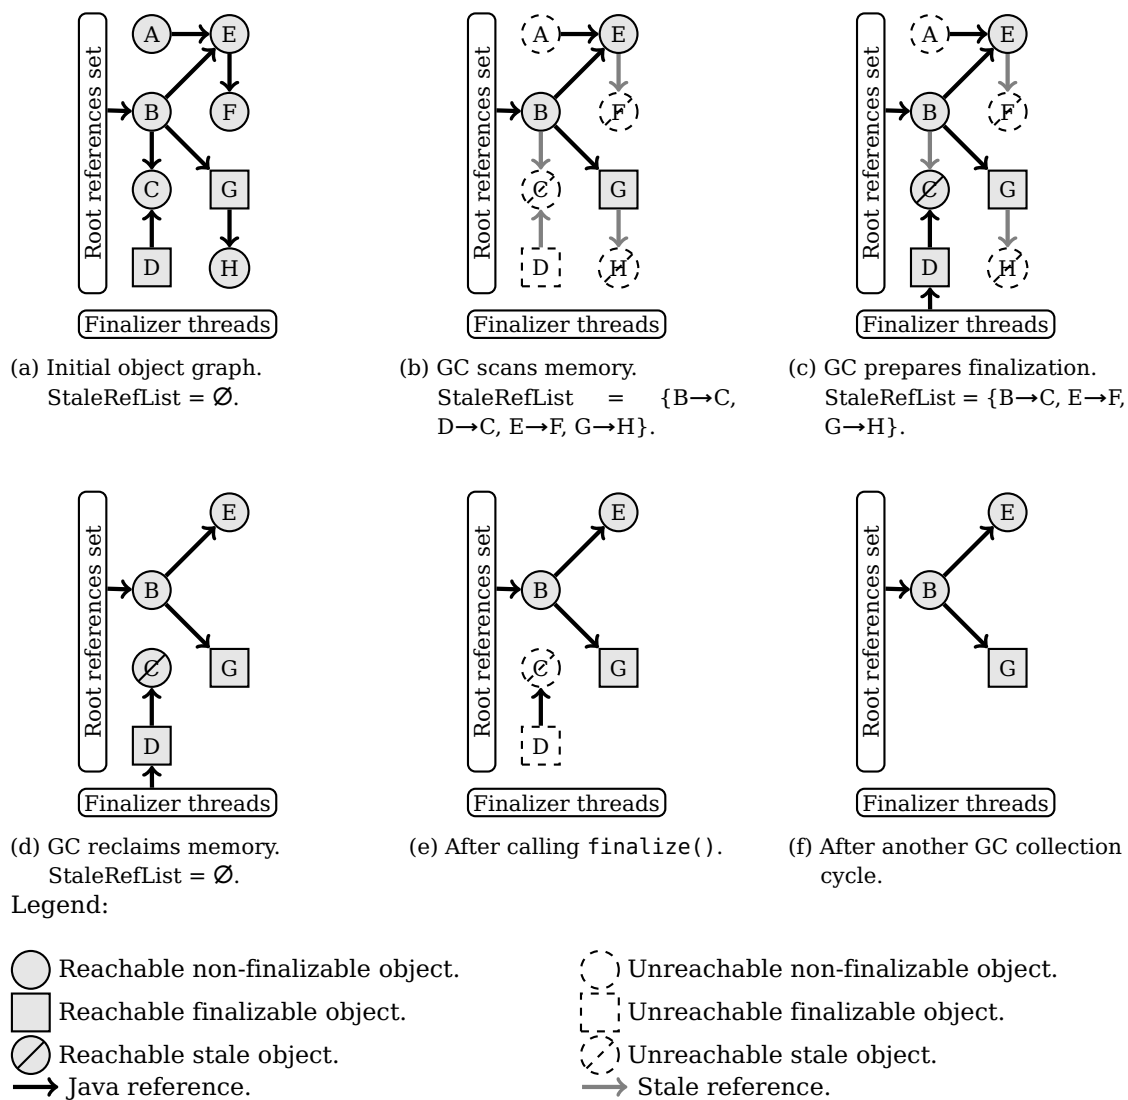 Root references set
A
E
B
F
C
G
D
H
Finalizer threads
(a) Initial object graph.
StaleRefList = ∅.
Root references set
A
E
B
F
C
G
D
H
Finalizer threads
(b) GC scans memory.
StaleRefList = {B→C,
D→C, E→F, G→H}.
Root references set
A
E
B
F
C
G
D
H
Finalizer threads
(c) GC prepares finalization.
StaleRefList = {B→C, E→F,
G→H}.
Root references set
E
B
C
G
D
Finalizer threads
(d) GC reclaims memory.
StaleRefList = ∅.
Root references set
E
B
C
G
D
Finalizer threads
(e) After calling finalize().
Root references set
E
B
G
Finalizer threads
(f) After another GC collection
cycle.
Legend:
Reachable non-finalizable object.
Reachable finalizable object.
Reachable stale object.
Java reference.
Unreachable non-finalizable object.
Unreachable finalizable object.
Unreachable stale object.
Stale reference.